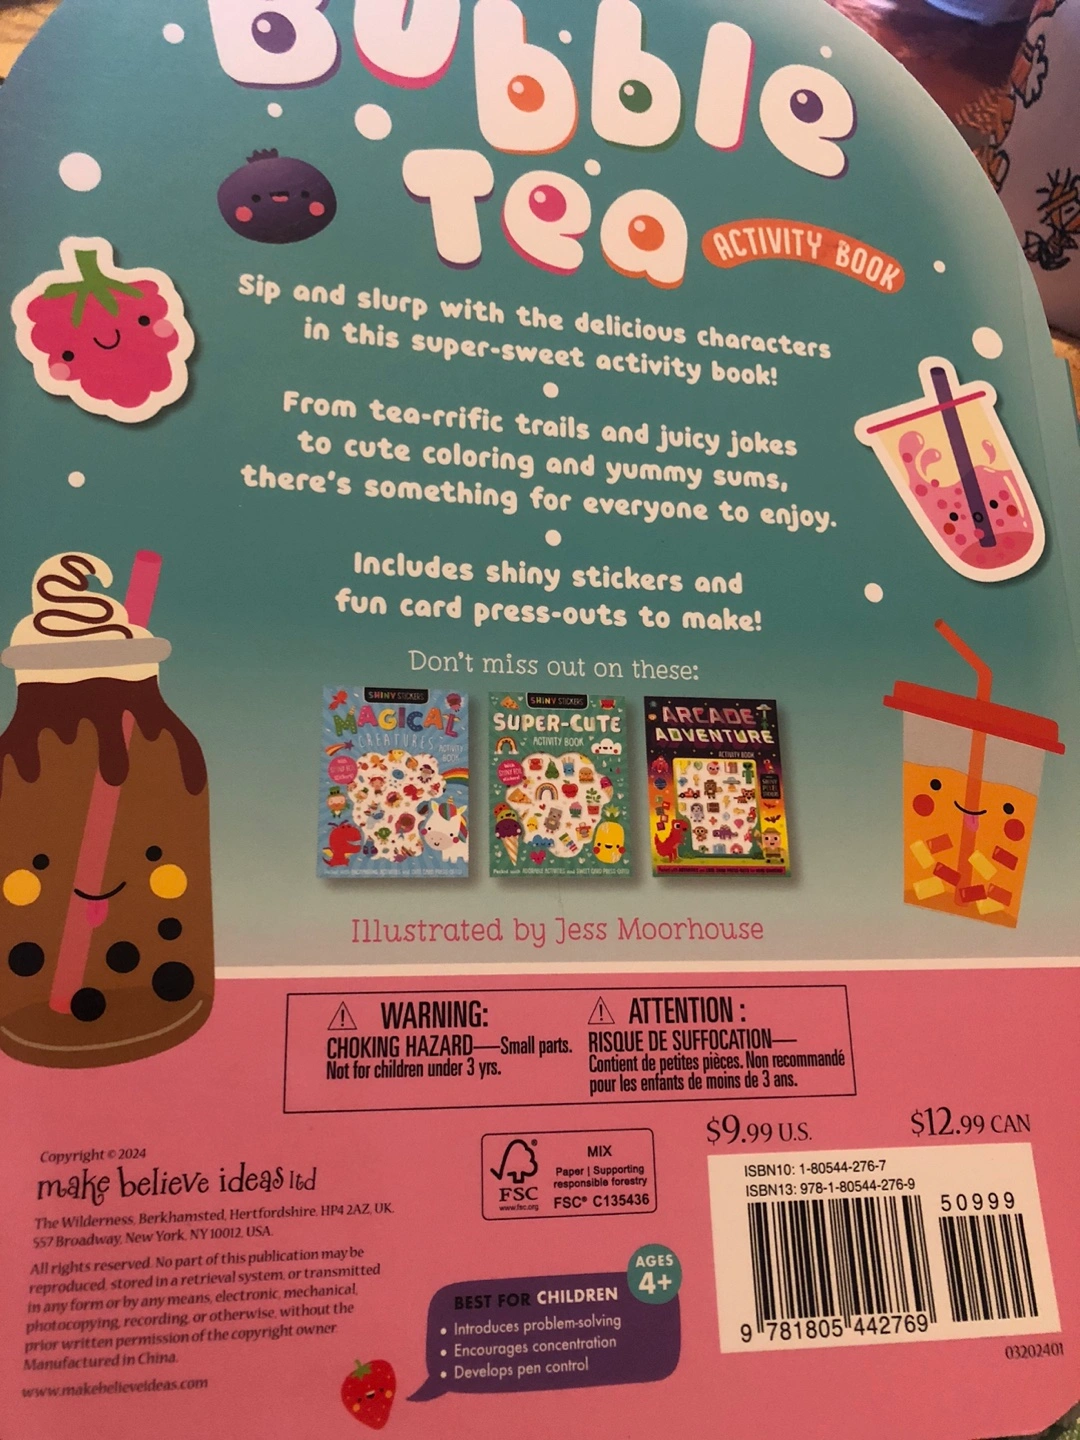 Bubble
Tea
ACTIVITY BOOK
Sip and slurp with the delicious characters
in this super-sweet activity book!
From tea-rrific trails and juicy jokes
to cute coloring and yummy sums,
there's something for everyone to enjoy.
Includes shiny stickers and
fun card press-outs to make!
Don't miss out on these:
SHINY STICKERS
MAGICAL
CREATURES
ACTIVITY
BOOK
SHINY STICKERS
SUPER-CUTE
ACTIVITY BOOK
ARCADE
ADVENTURE
ACTIVITY BOOK
Illustrated by Jess Moorhouse
⚠ WARNING:
CHOKING HAZARD—Small parts.
Not for children under 3 yrs.
⚠ ATTENTION :
RISQUE DE SUFFOCATION—
Contient de petites pièces. Non recommandé
pour les enfants de moins de 3 ans.
$9.99 U.S.
$12.99 CAN
Copyright © 2024
make believe ideas ltd
The Wilderness, Berkhamsted, Hertfordshire, HP4 2AZ, UK.
557 Broadway, New York, NY 10012, USA.
All rights reserved. No part of this publication may be
reproduced, stored in a retrieval system, or transmitted
in any form or by any means, electronic, mechanical,
photocopying, recording, or otherwise, without the
prior written permission of the copyright owner.
Manufactured in China.
www.makebelieveideas.com
FSC
www.fsc.org
MIX
Paper | Supporting
responsible forestry
FSC® C135436
AGES
4+
BEST FOR CHILDREN
• Introduces problem-solving
• Encourages concentration
• Develops pen control
ISBN10: 1-80544-276-7
ISBN13: 978-1-80544-276-9
50999
9 781805 442769
03202401